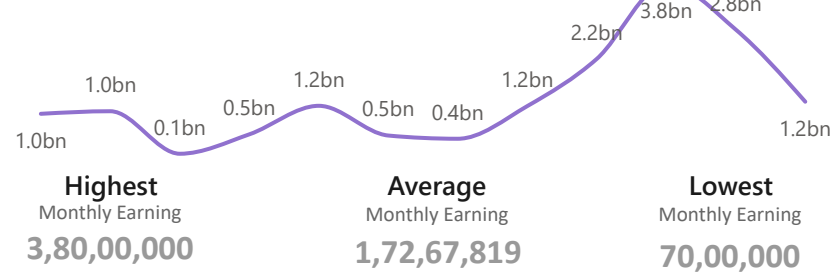 1.0bn
1.0bn
0.1bn
0.5bn
1.2bn
0.5bn
0.4bn
1.2bn
2.2bn
3.8bn
2.8bn
1.2bn
Highest
Monthly Earning
3,80,00,000
Average
Monthly Earning
1,72,67,819
Lowest
Monthly Earning
70,00,000